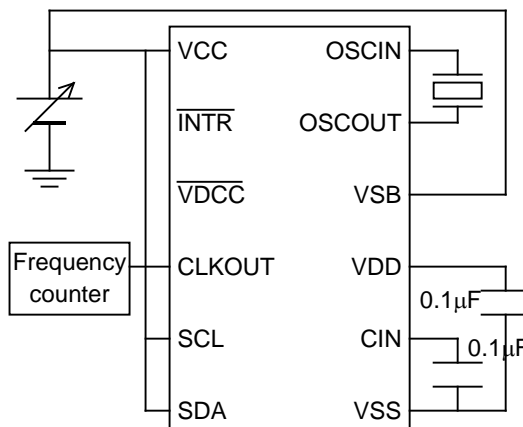 VCC OSCIN
INTR OSCOUT
VDCC VSB
Frequency
counter
CLKOUT VDD
0.1μF
SCL CIN
0.1μF
SDA VSS